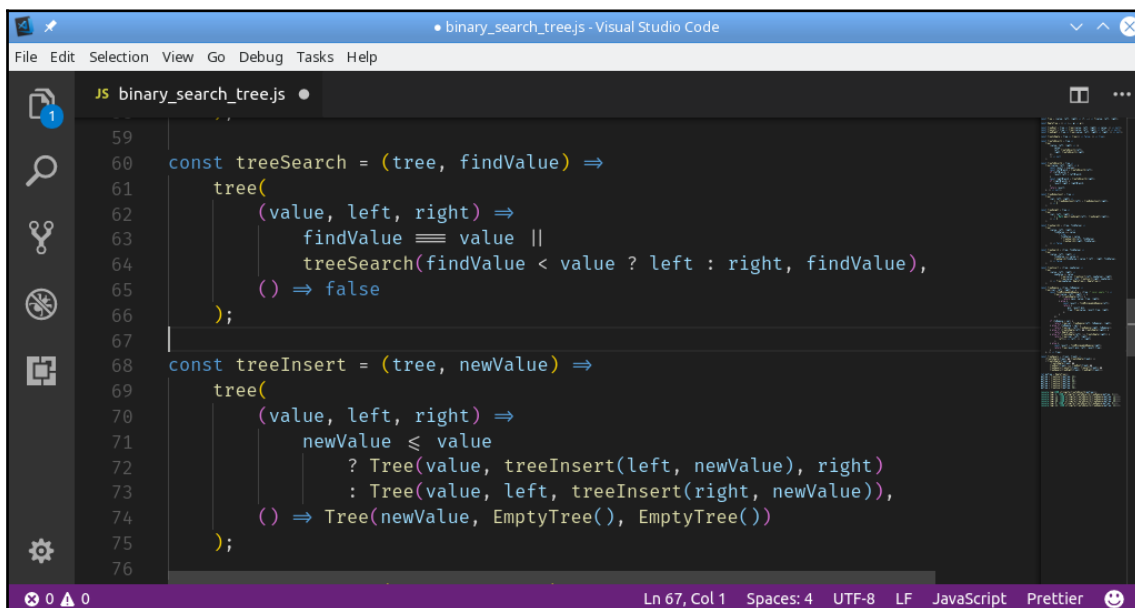 • binary_search_tree.js - Visual Studio Code
File Edit Selection View Go Debug Tasks Help
1
JS binary_search_tree.js ●
59
60 const treeSearch = (tree, findValue) =>
61 tree(
62 (value, left, right) =>
63 findValue === value ||
64 treeSearch(findValue < value ? left : right, findValue),
65 () => false
66 );
67
68 const treeInsert = (tree, newValue) =>
69 tree(
70 (value, left, right) =>
71 newValue <= value
72 ? Tree(value, treeInsert(left, newValue), right)
73 : Tree(value, left, treeInsert(right, newValue)),
74 () => Tree(newValue, EmptyTree(), EmptyTree())
75 );
76
0 0 Ln 67, Col 1 Spaces: 4 UTF-8 LF JavaScript Prettier